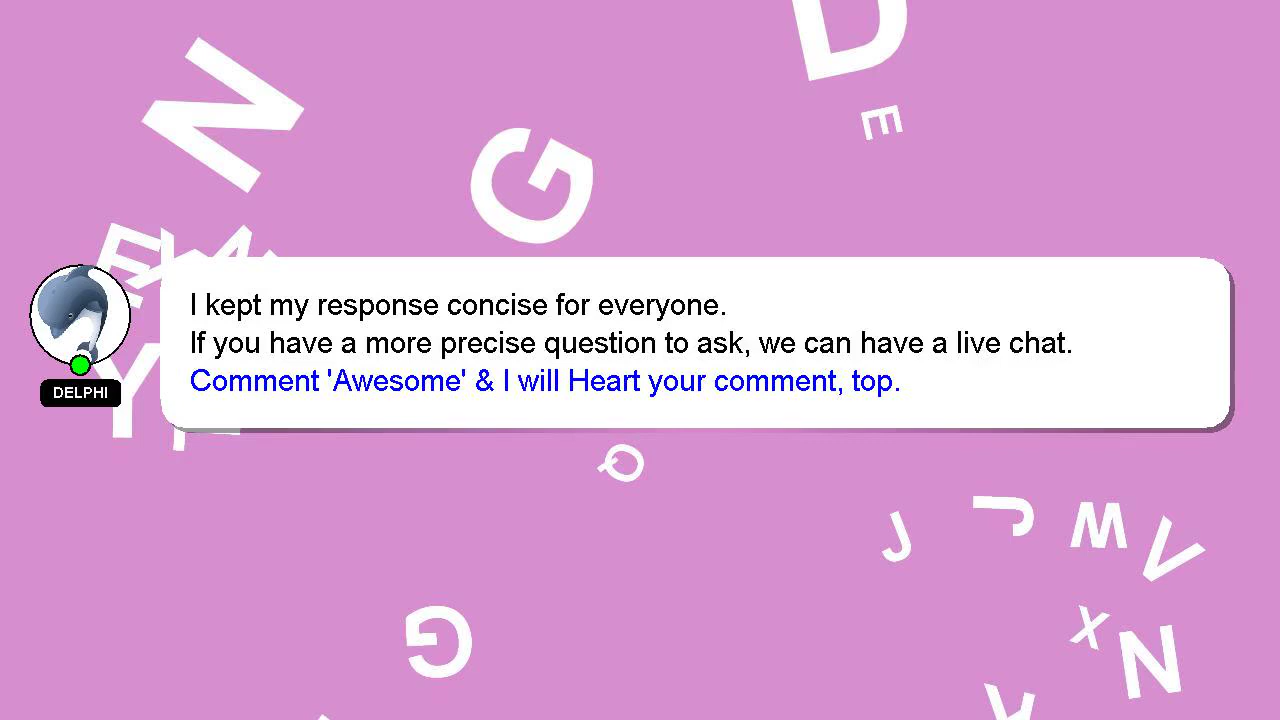 D
N
E
G
E
Y
A
I kept my response concise for everyone.
If you have a more precise question to ask, we can have a live chat.
Comment 'Awesome' & I will Heart your comment, top.
DELPHI
Y
Q
J
J
W
V
X
G
N